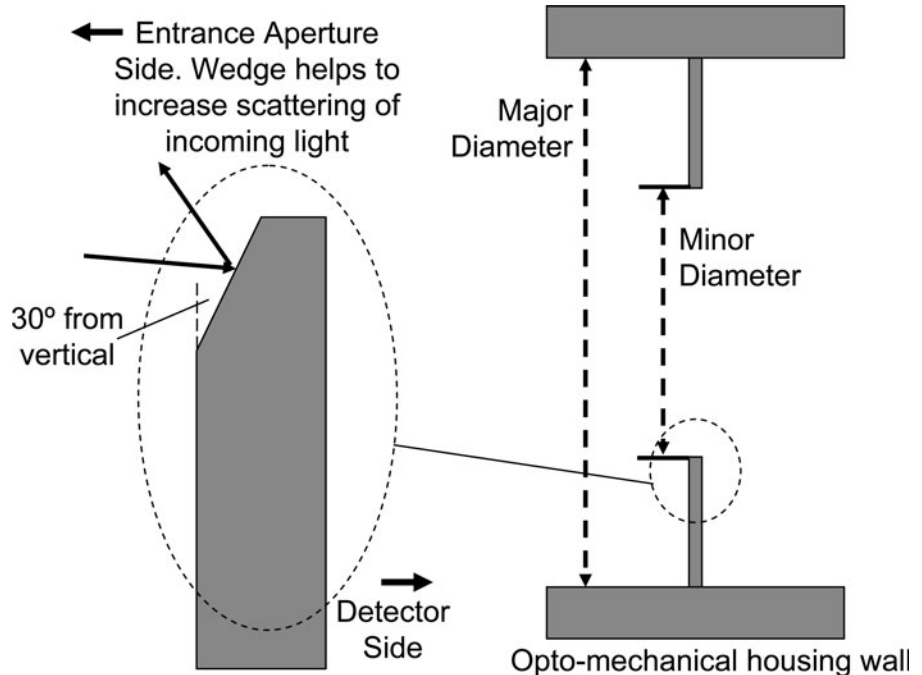 Entrance Aperture
Side. Wedge helps to
increase scattering of
incoming light
30º from
vertical
Detector
Side
Major
Diameter
Minor
Diameter
Opto-mechanical housing wall